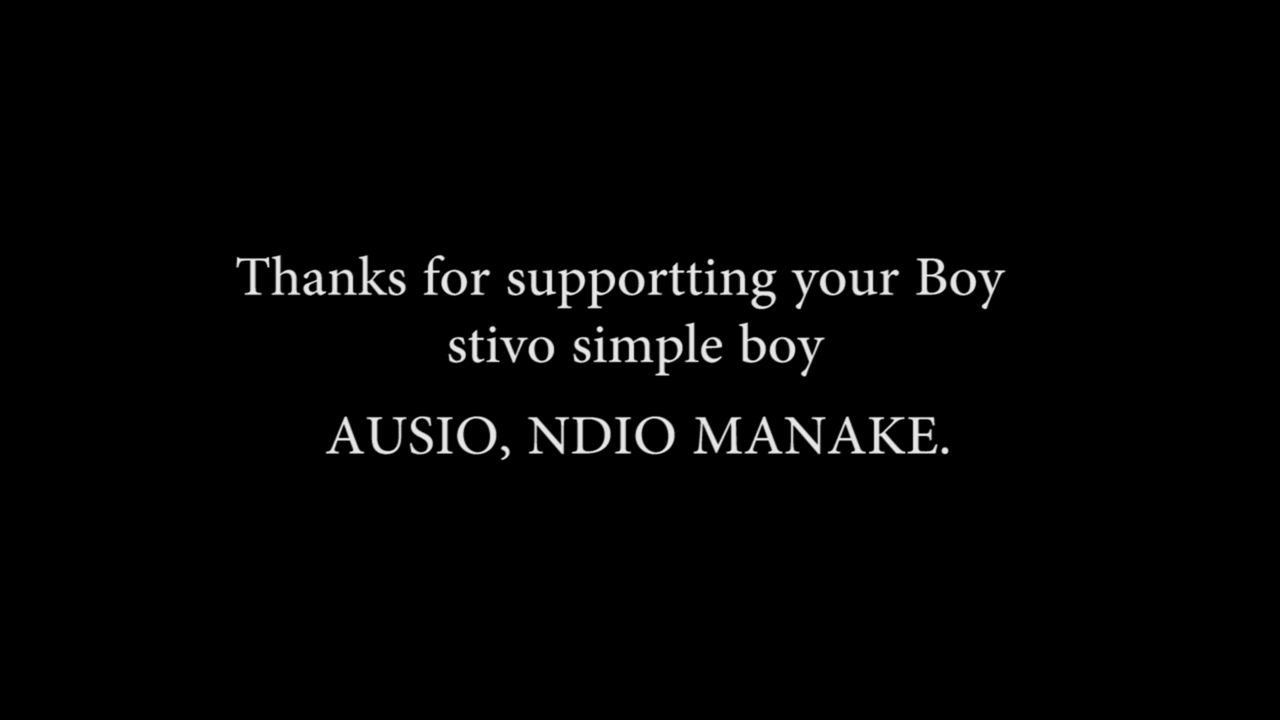 Thanks for supportting your Boy
stivo simple boy
AUSIO, NDIO MANAKE.